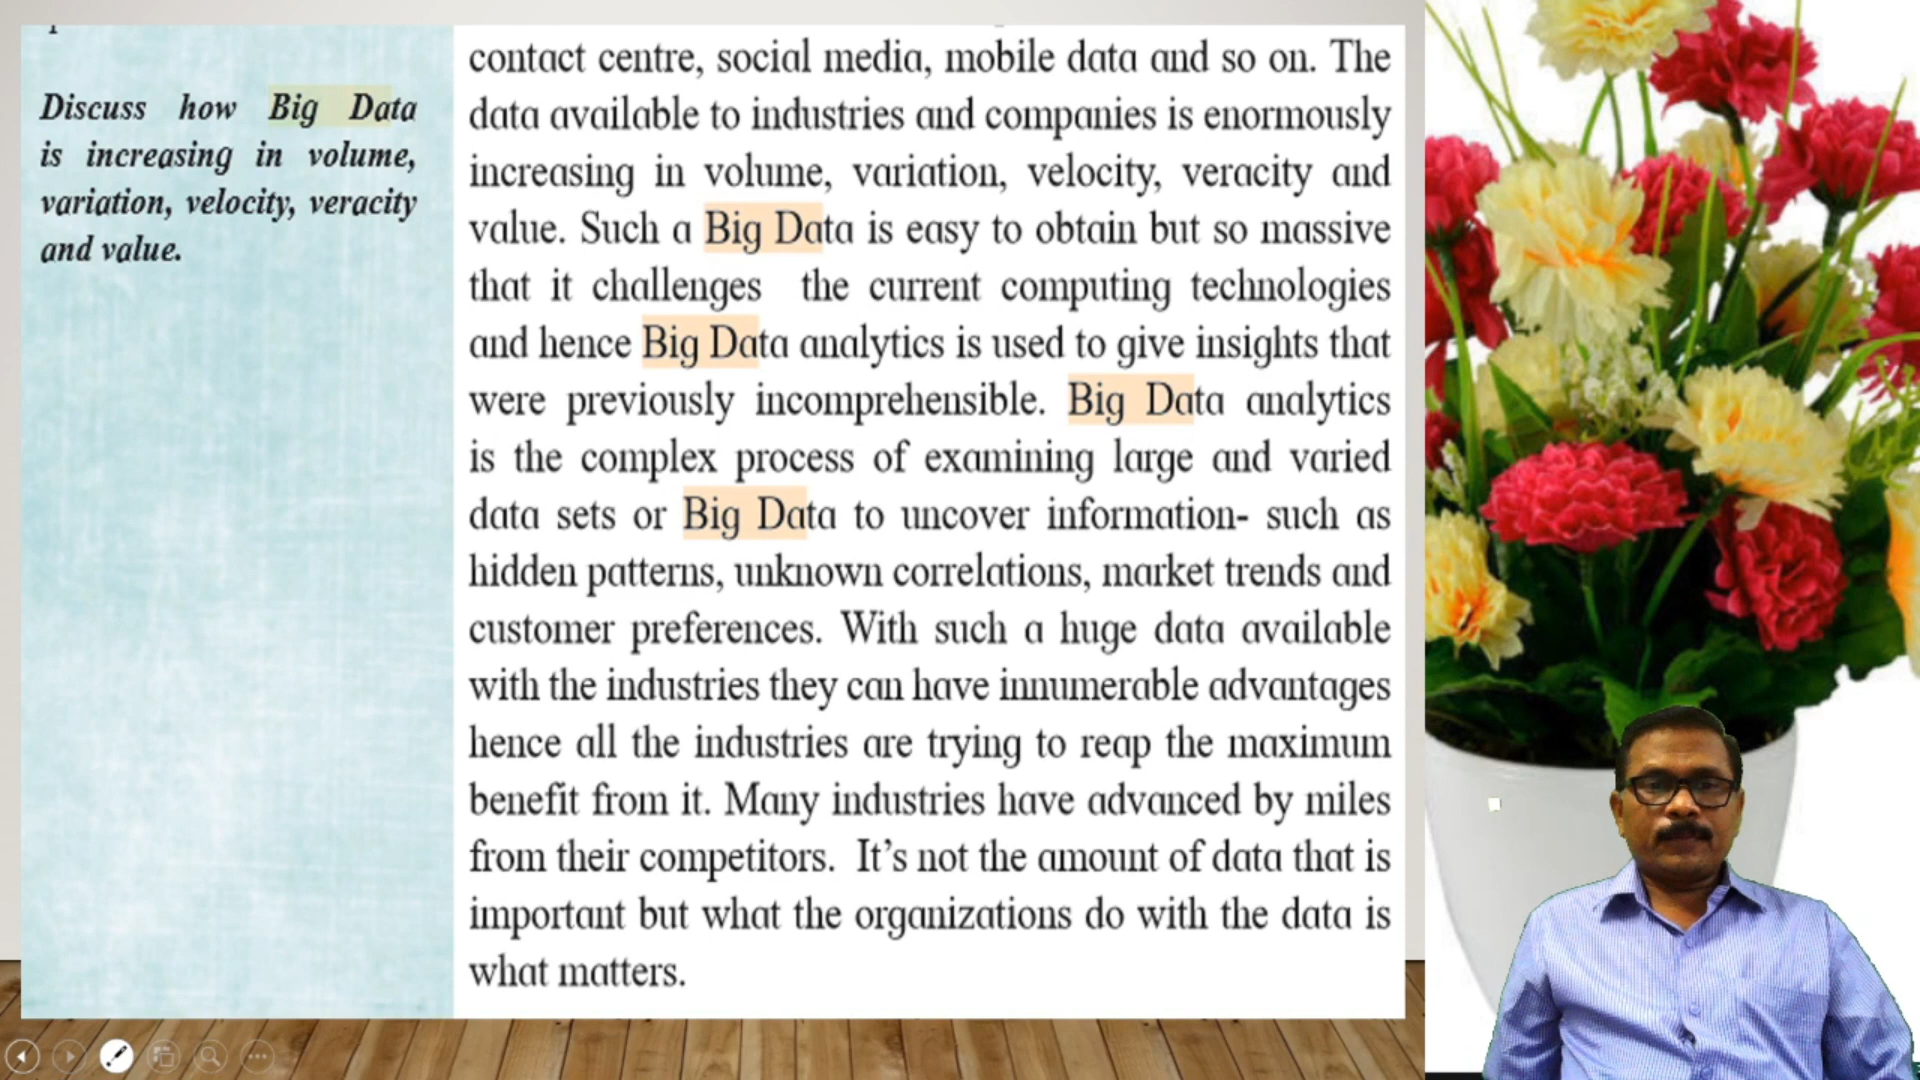 Discuss how Big Data
is increasing in volume,
variation, velocity, veracity
and value.
contact centre, social media, mobile data and so on. The
data available to industries and companies is enormously
increasing in volume, variation, velocity, veracity and
value. Such a Big Data is easy to obtain but so massive
that it challenges the current computing technologies
and hence Big Data analytics is used to give insights that
were previously incomprehensible. Big Data analytics
is the complex process of examining large and varied
data sets or Big Data to uncover information- such as
hidden patterns, unknown correlations, market trends and
customer preferences. With such a huge data available
with the industries they can have innumerable advantages
hence all the industries are trying to reap the maximum
benefit from it. Many industries have advanced by miles
from their competitors. It's not the amount of data that is
important but what the organizations do with the data is
what matters.